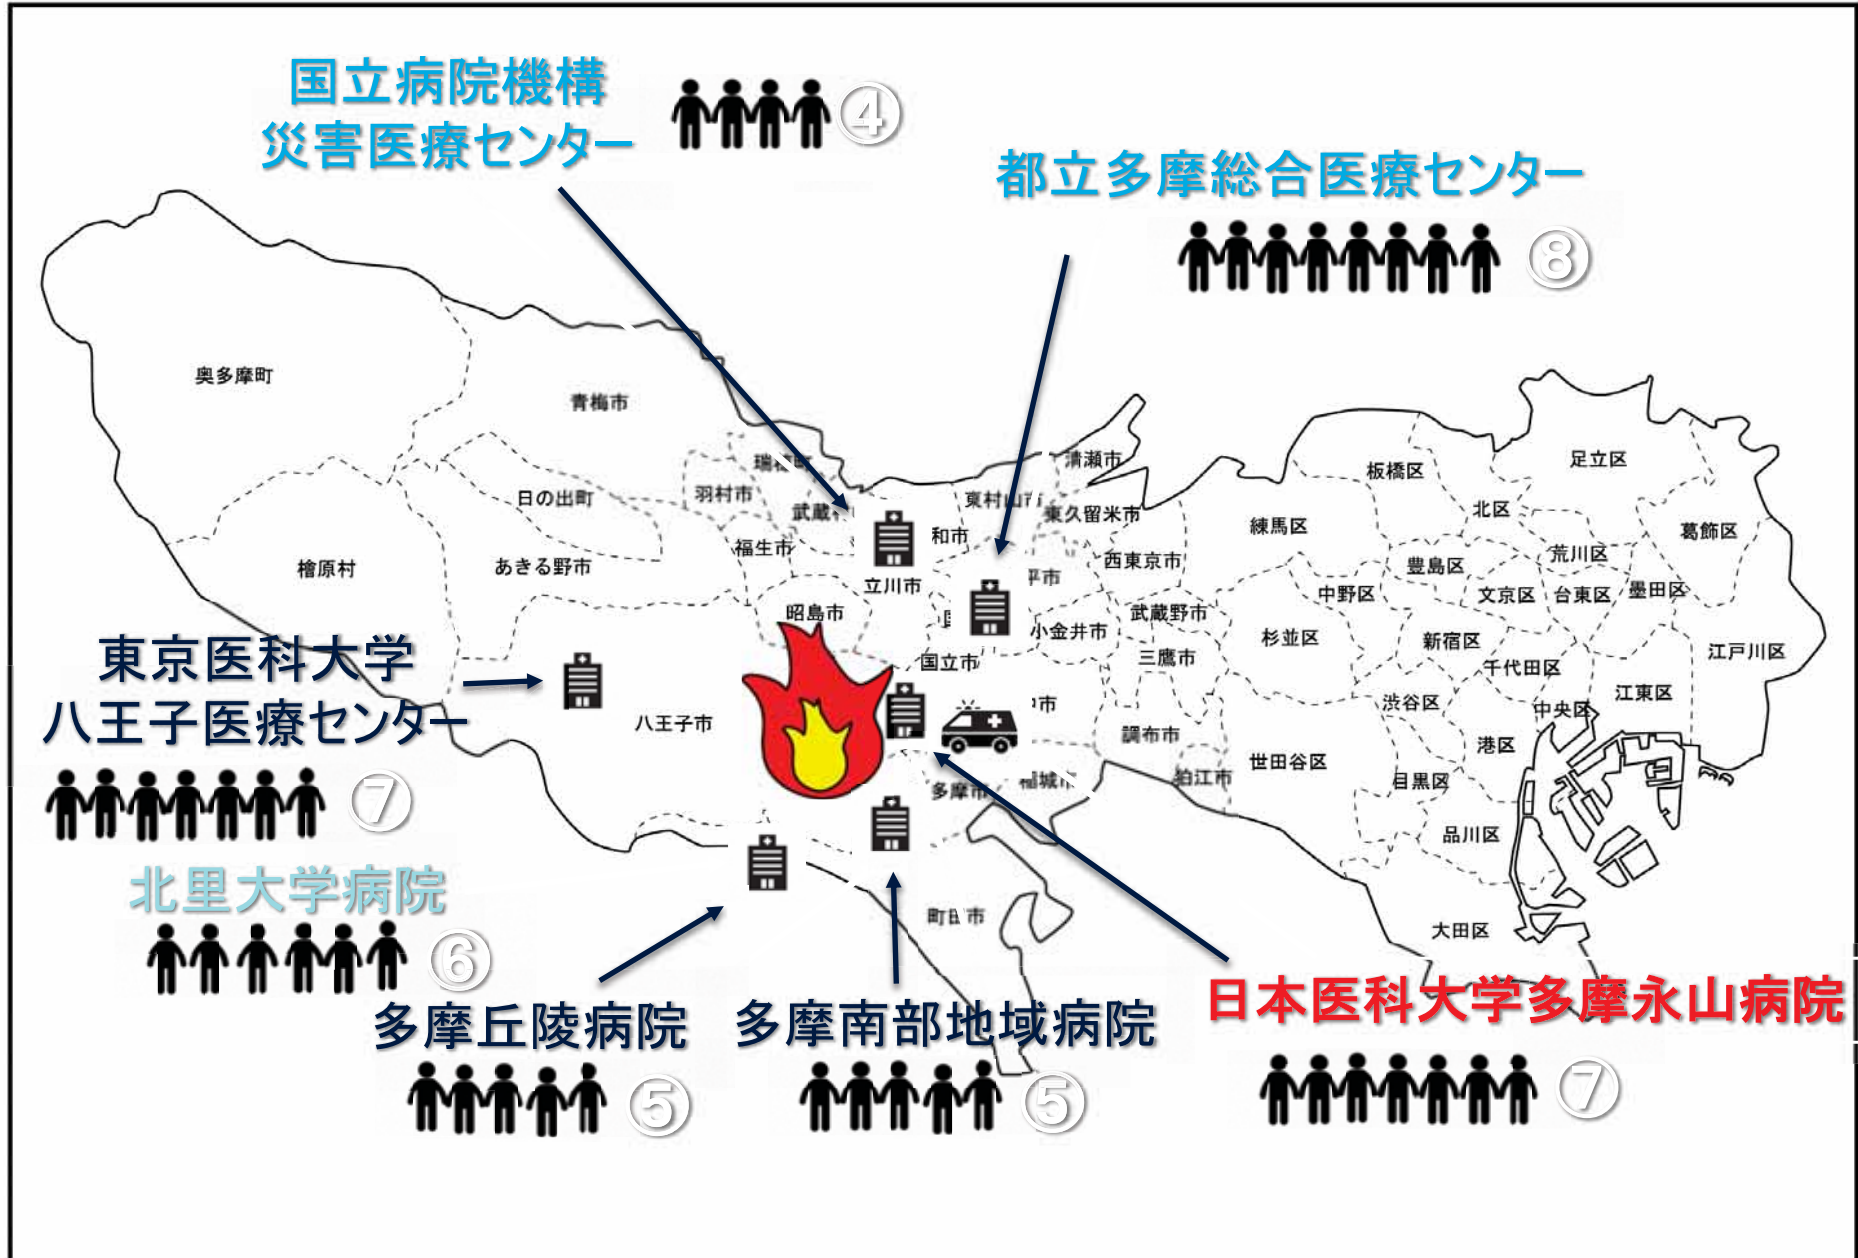 国立病院機構
災害医療センター
④
都立多摩総合医療センター
⑧
奥多摩町
青梅市
清瀬市
足立区
板橋区
日の出町
羽村市
東村山市
東久留米市
北区
葛飾区
練馬区
福生市
和市
西東京市
荒川区
檜原村
あきる野市
豊島区
立川市
平市
中野区
文京区
台東区
墨田区
昭島市
小金井市
武蔵野市
杉並区
新宿区
江戸川区
国立市
三鷹市
千代田区
東京医科大学
八王子医療センター
⑦
江東区
渋谷区
中央区
八王子市
市
調布市
港区
世田谷区
狛江市
目黒区
多摩市
稲城市
品川区
北里大学病院
⑥
町田市
大田区
多摩丘陵病院
⑤
多摩南部地域病院
⑤
日本医科大学多摩永山病院
⑦